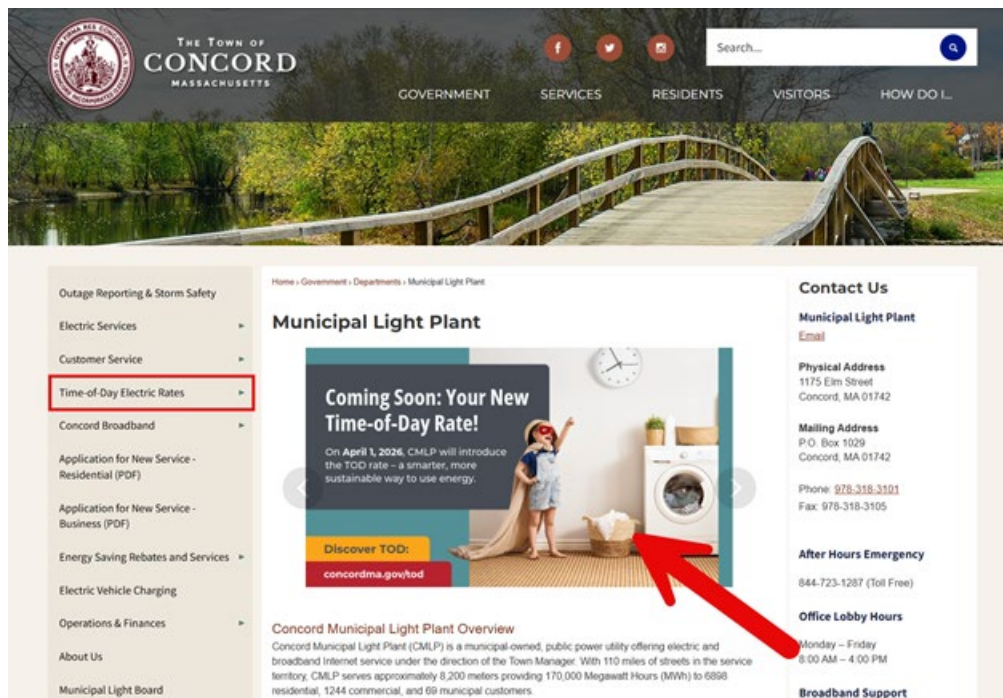 THE TOWN OF
CONCORD
MASSACHUSETTS
Search...
GOVERNMENT
SERVICES
RESIDENTS
VISITORS
HOW DO I...
Outage Reporting & Storm Safety
Electric Services
Customer Service
Time-of-Day Electric Rates
Concord Broadband
Application for New Service -
Residential (PDF)
Application for New Service -
Business (PDF)
Energy Saving Rebates and Services
Electric Vehicle Charging
Operations & Finances
About Us
Municipal Light Board
Home › Government › Departments › Municipal Light Plant
Municipal Light Plant
Coming Soon: Your New
Time-of-Day Rate!
On April 1, 2026, CMLP will introduce
the TOD rate – a smarter, more
sustainable way to use energy.
Discover TOD:
concordma.gov/tod
Concord Municipal Light Plant Overview
Concord Municipal Light Plant (CMLP) is a municipal-owned, public power utility offering electric and
broadband Internet service under the direction of the Town Manager. With 110 miles of streets in the service
territory, CMLP serves approximately 8,200 meters providing 170,000 Megawatt Hours (MWh) to 6898
residential, 1244 commercial, and 69 municipal customers.
Contact Us
Municipal Light Plant
Email
Physical Address
1175 Elm Street
Concord, MA 01742
Mailing Address
P.O. Box 1029
Concord, MA 01742
Phone: 978-318-3101
Fax: 978-318-3105
After Hours Emergency
844-723-1287 (Toll Free)
Office Lobby Hours
Monday – Friday
8:00 AM – 4:00 PM
Broadband Support